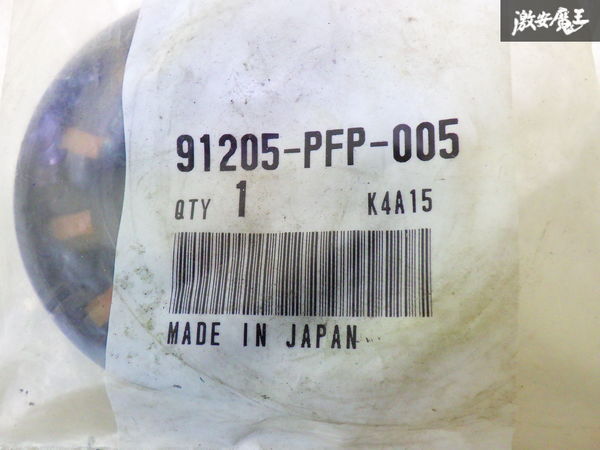 激安魔王
91205-PFP-005
QTY 1 K4A15
MADE IN JAPAN